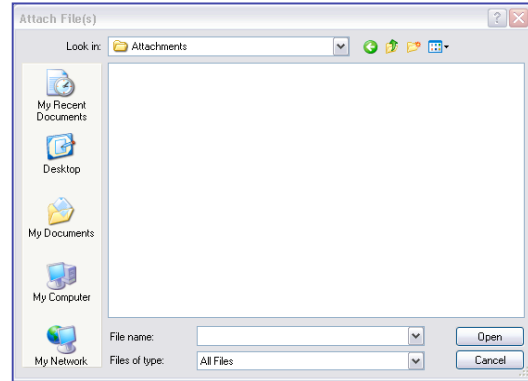 Attach File(s)
Look in:
Attachments
My Recent
Documents
Desktop
My Documents
My Computer
My Network
File name:
Open
Files of type:
All Files
Cancel